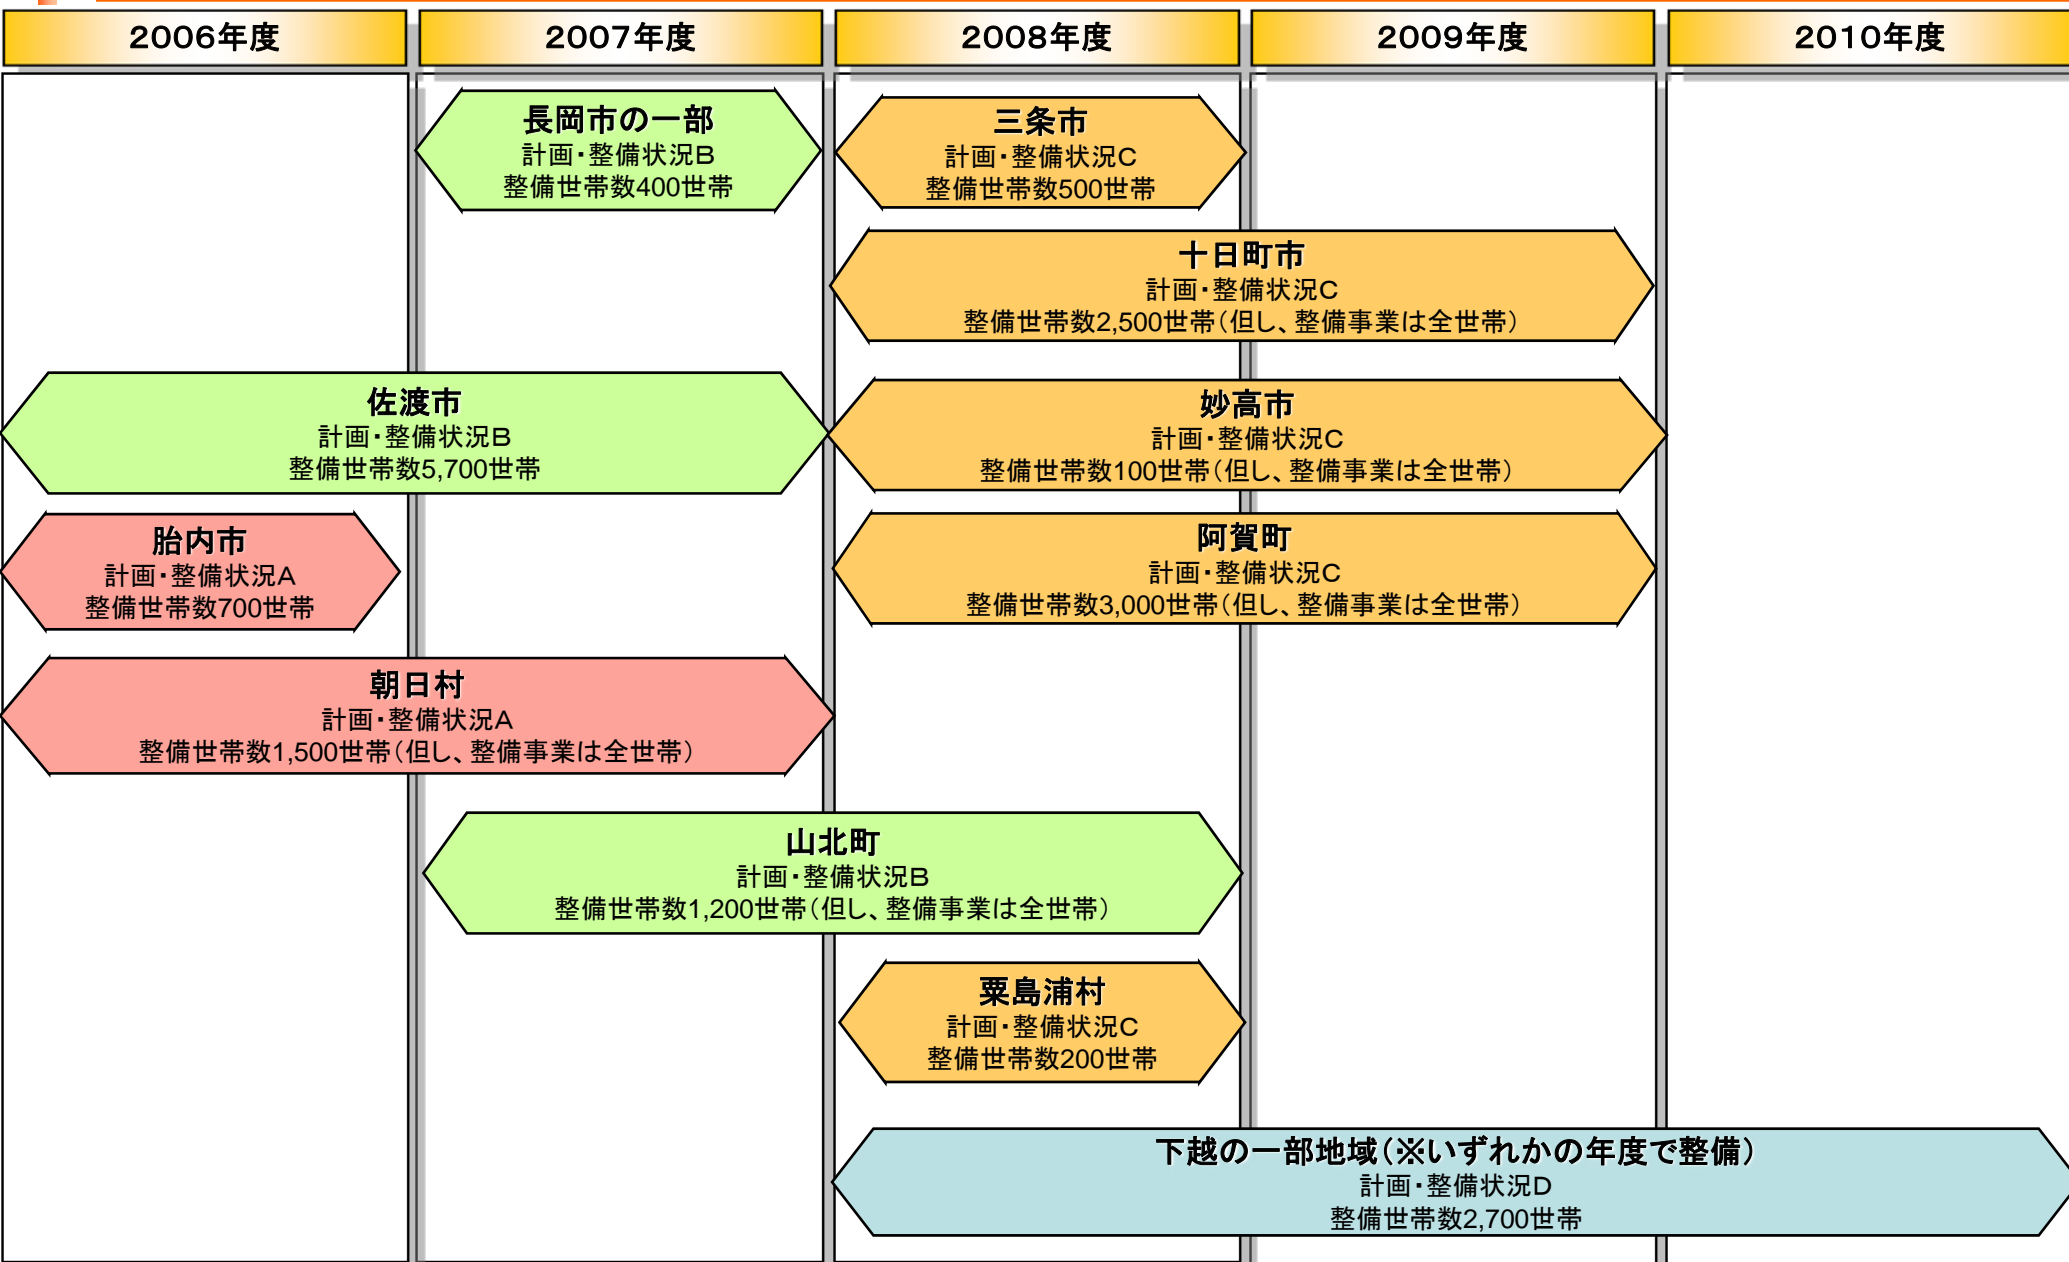 2006年度
2007年度
2008年度
2009年度
2010年度
長岡市の一部
計画・整備状況B
整備世帯数400世帯
三条市
計画・整備状況C
整備世帯数500世帯
十日町市
計画・整備状況C
整備世帯数2,500世帯(但し、整備事業は全世帯)
佐渡市
計画・整備状況B
整備世帯数5,700世帯
妙高市
計画・整備状況C
整備世帯数100世帯(但し、整備事業は全世帯)
胎内市
計画・整備状況A
整備世帯数700世帯
阿賀町
計画・整備状況C
整備世帯数3,000世帯(但し、整備事業は全世帯)
朝日村
計画・整備状況A
整備世帯数1,500世帯(但し、整備事業は全世帯)
山北町
計画・整備状況B
整備世帯数1,200世帯(但し、整備事業は全世帯)
粟島浦村
計画・整備状況C
整備世帯数200世帯
下越の一部地域(※いずれかの年度で整備)
計画・整備状況D
整備世帯数2,700世帯